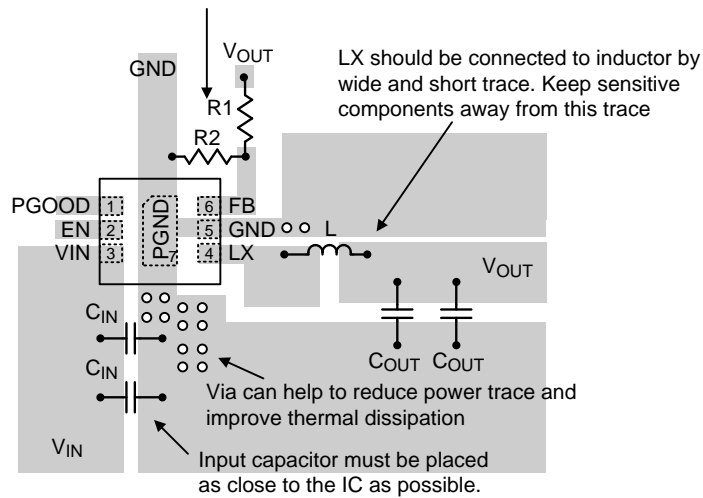 VOUT
GND
LX should be connected to inductor by
wide and short trace. Keep sensitive
components away from this trace
R1
R2
PGOOD 1
EN 2
VIN 3
PGND
7
6 FB
5 GND
4 LX
L
VOUT
CIN
CIN
COUT COUT
Via can help to reduce power trace and
improve thermal dissipation
VIN
Input capacitor must be placed
as close to the IC as possible.